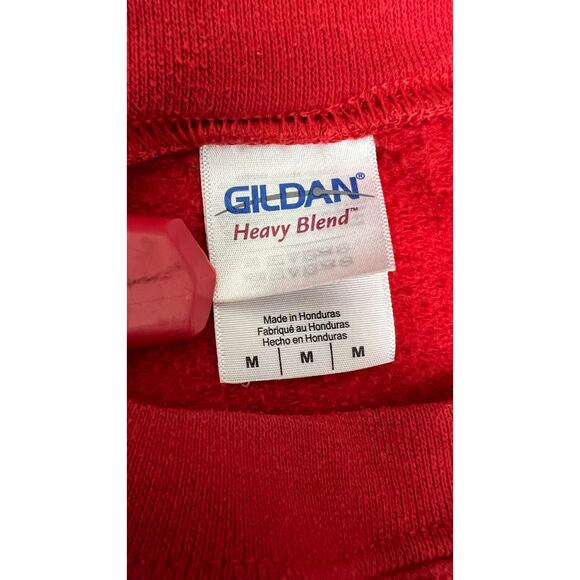 GILDAN®
Heavy Blend™
Made in Honduras
Fabriqué au Honduras
Hecho en Honduras
M | M | M